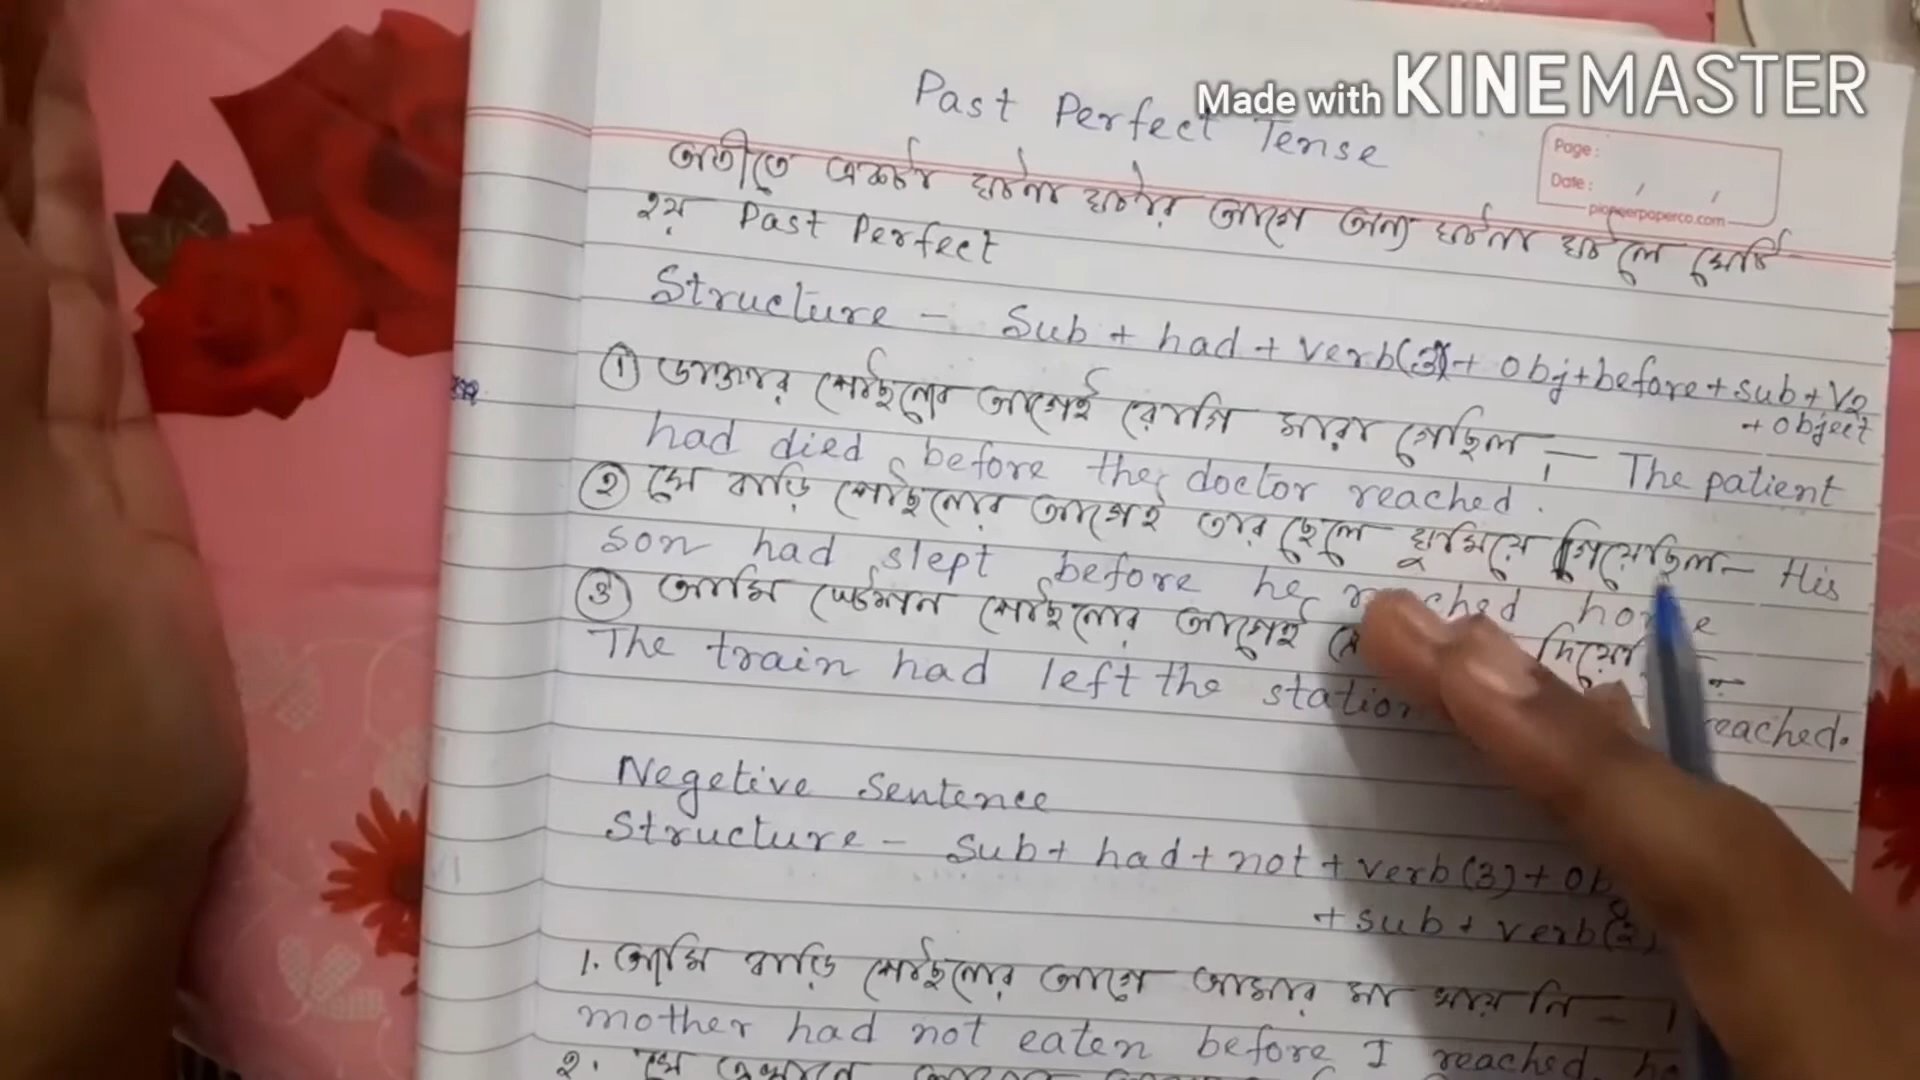 Made with KINEMASTER
Past Perfect Tense
Page :
Date : / /
pioneerpaperco.com
অতীতে একটা ঘটনা ঘটার আগে অন্য ঘটনা ঘটলে সেটি
হয় Past Perfect
Structure - Sub + had + verb(3) + Obj + before + sub + V2
+ Object
① ডাক্তার পৌঁছানোর আগেই রোগি মারা গেছিল । - The patient
had died before the doctor reached.
② সে বাড়ি পৌঁছানোর আগেই তার ছেলে ঘুমিয়ে গিয়েছিল - His
son had slept before he reached home
③ আমি স্টেশন পৌঁছানোর আগেই
The train had left the station reached.
Negetive Sentence
Structure - Sub + had + not + verb (3) +
+ sub + verb (2)
1. আমি বাড়ি পৌঁছানোর আগে আমার মা খায় নি -
mother had not eaten before I reached
২. সে